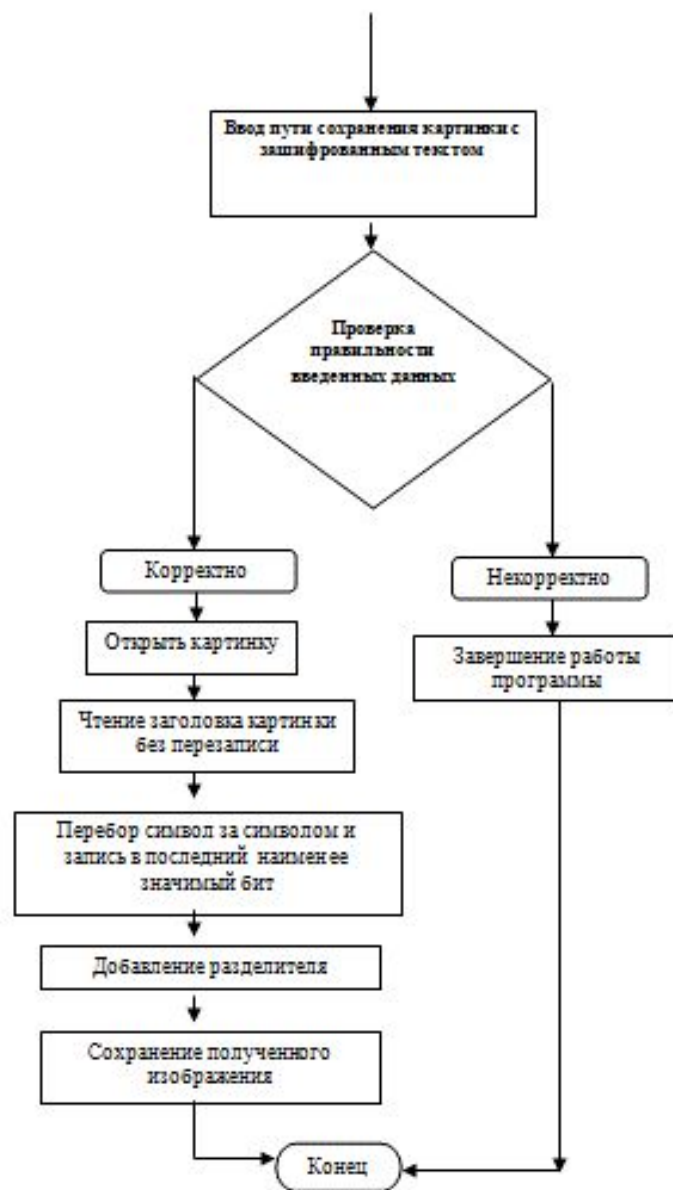 Ввод пути сохранения картинки с
зашифрованным текстом
Проверка
правильности
введенных данных
Корректно
Некорректно
Открыть картинку
Завершение работы
программы
Чтение заголовка картинки
без перезаписи
Перебор символ за символом и
запись в последний наименее
значимый бит
Добавление разделителя
Сохранение полученного
изображения
Конец